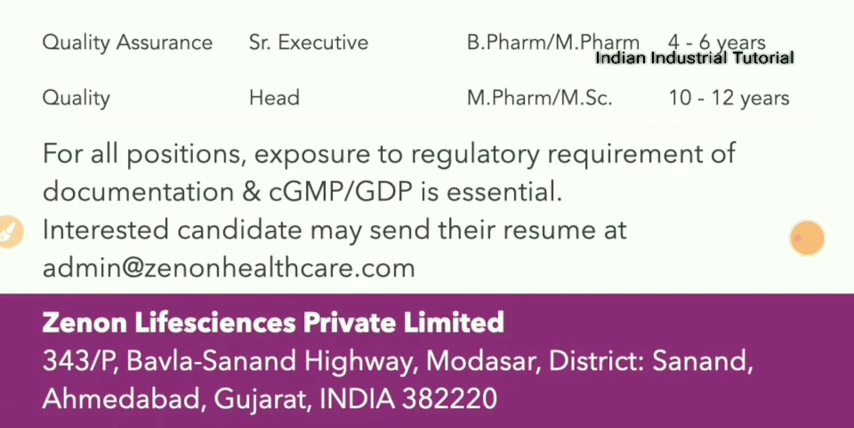 Quality Assurance Sr. Executive B.Pharm/M.Pharm 4 - 6 years
Indian Industrial Tutorial
Quality Head M.Pharm/M.Sc. 10 - 12 years
For all positions, exposure to regulatory requirement of
documentation & cGMP/GDP is essential.
Interested candidate may send their resume at
admin@zenonhealthcare.com
Zenon Lifesciences Private Limited
343/P, Bavla-Sanand Highway, Modasar, District: Sanand,
Ahmedabad, Gujarat, INDIA 382220